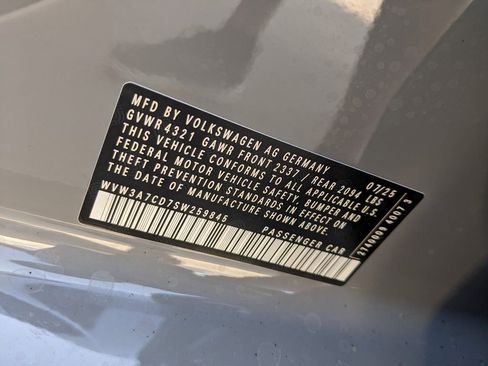 MFD BY VOLKSWAGEN AG GERMANY 07/25
GVWR 4321 GAWR FRONT 2337 / REAR 2094 LBS
THIS VEHICLE CONFORMS TO ALL APPLICABLE U.S.
FEDERAL MOTOR VEHICLE SAFETY, BUMPER AND
THEFT PREVENTION STANDARDS IN EFFECT ON
THE DATE OF MANUFACTURE SHOWN ABOVE.
WVW3A7CD7SW259845 PASSENGER CAR